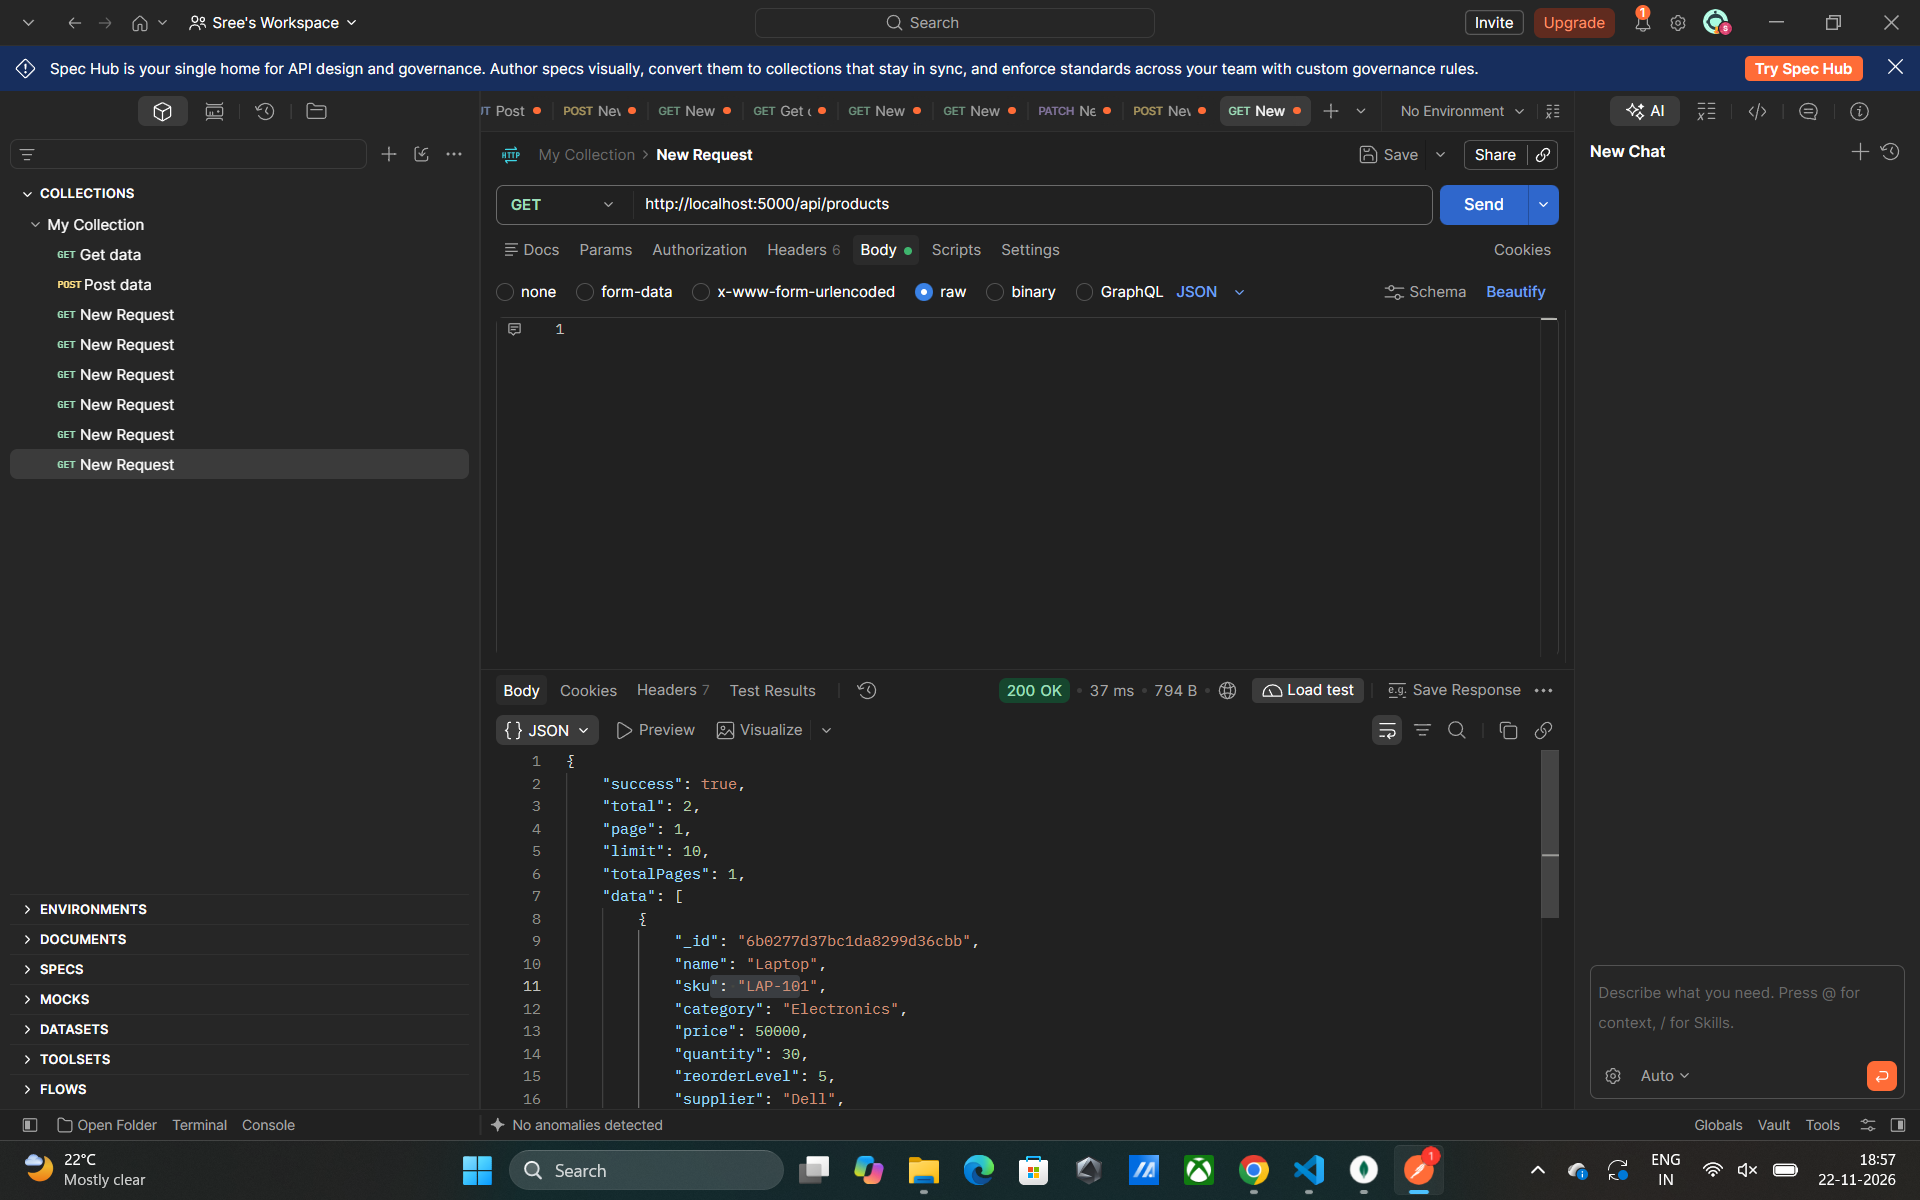 Sree's Workspace
Search
Invite
Upgrade
1
Spec Hub is your single home for API design and governance. Author specs visually, convert them to collections that stay in sync, and enforce standards across your team with custom governance rules.
Try Spec Hub
COLLECTIONS
My Collection
GET Get data
POST Post data
GET New Request
GET New Request
GET New Request
GET New Request
GET New Request
GET New Request
ENVIRONMENTS
DOCUMENTS
SPECS
MOCKS
DATASETS
TOOLSETS
FLOWS
Post
POST Nev
GET New
GET Get
GET New
GET New
PATCH Ne
POST Nev
GET New
No Environment
HTTP
My Collection > New Request
Save
Share
GET
http://localhost:5000/api/products
Send
Docs Params Authorization Headers 6 Body Scripts Settings
Cookies
none form-data x-www-form-urlencoded raw binary GraphQL JSON
Schema
Beautify
1
Body Cookies Headers 7 Test Results
200 OK • 37 ms • 794 B
Load test
e.g. Save Response
{} JSON Preview Visualize
1 {
2 "success": true,
3 "total": 2,
4 "page": 1,
5 "limit": 10,
6 "totalPages": 1,
7 "data": [
8 {
9 "_id": "6b0277d37bc1da8299d36cbb",
10 "name": "Laptop",
11 "sku": "LAP-101",
12 "category": "Electronics",
13 "price": 50000,
14 "quantity": 30,
15 "reorderLevel": 5,
16 "supplier": "Dell",
AI
New Chat
Describe what you need. Press @ for
context, / for Skills.
Auto
Open Folder Terminal Console
No anomalies detected
Globals Vault Tools
22°C
Mostly clear
Search
1
ENG
IN
18:57
22-11-2026